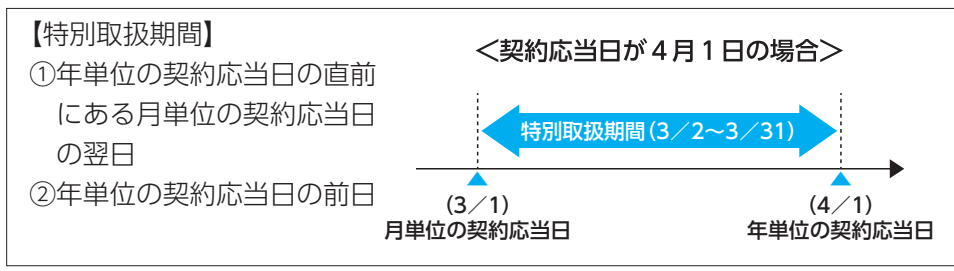 【特別取扱期間】
①年単位の契約応当日の直前
にある月単位の契約応当日
の翌日
②年単位の契約応当日の前日
＜契約応当日が4月1日の場合＞
特別取扱期間(3／2～3／31)
(3／1)
月単位の契約応当日
(4／1)
年単位の契約応当日